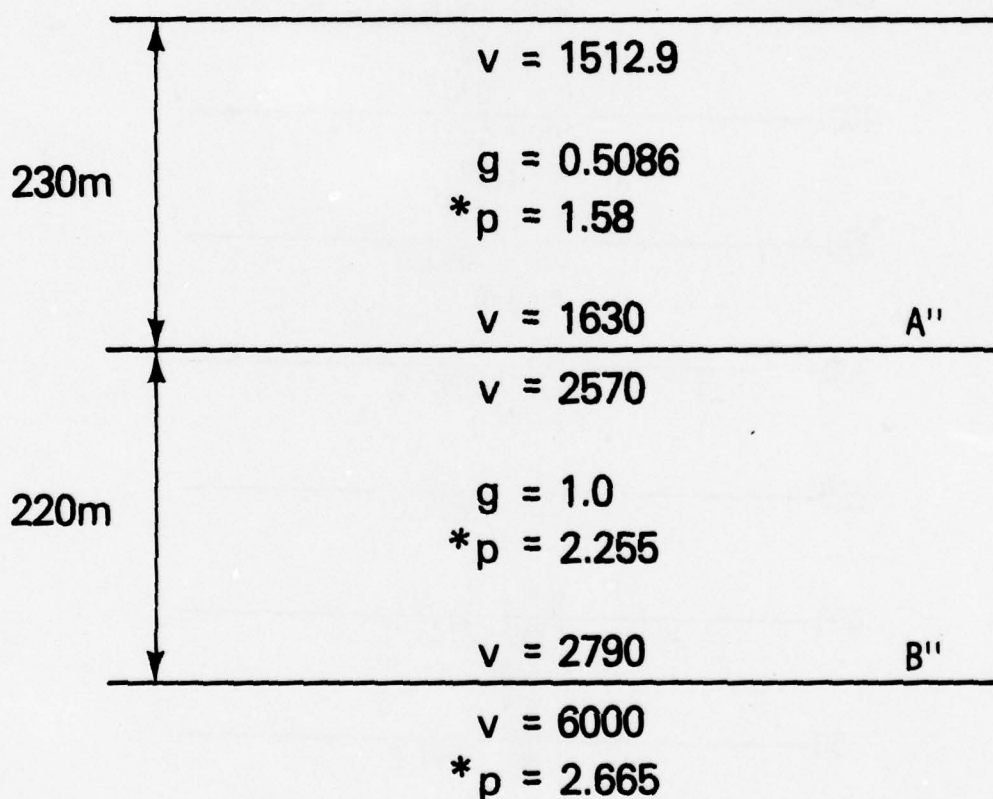 v = 1512.9
230m
g = 0.5086
*p = 1.58
v = 1630 A''
v = 2570
220m
g = 1.0
*p = 2.255
v = 2790 B''
v = 6000
*p = 2.665